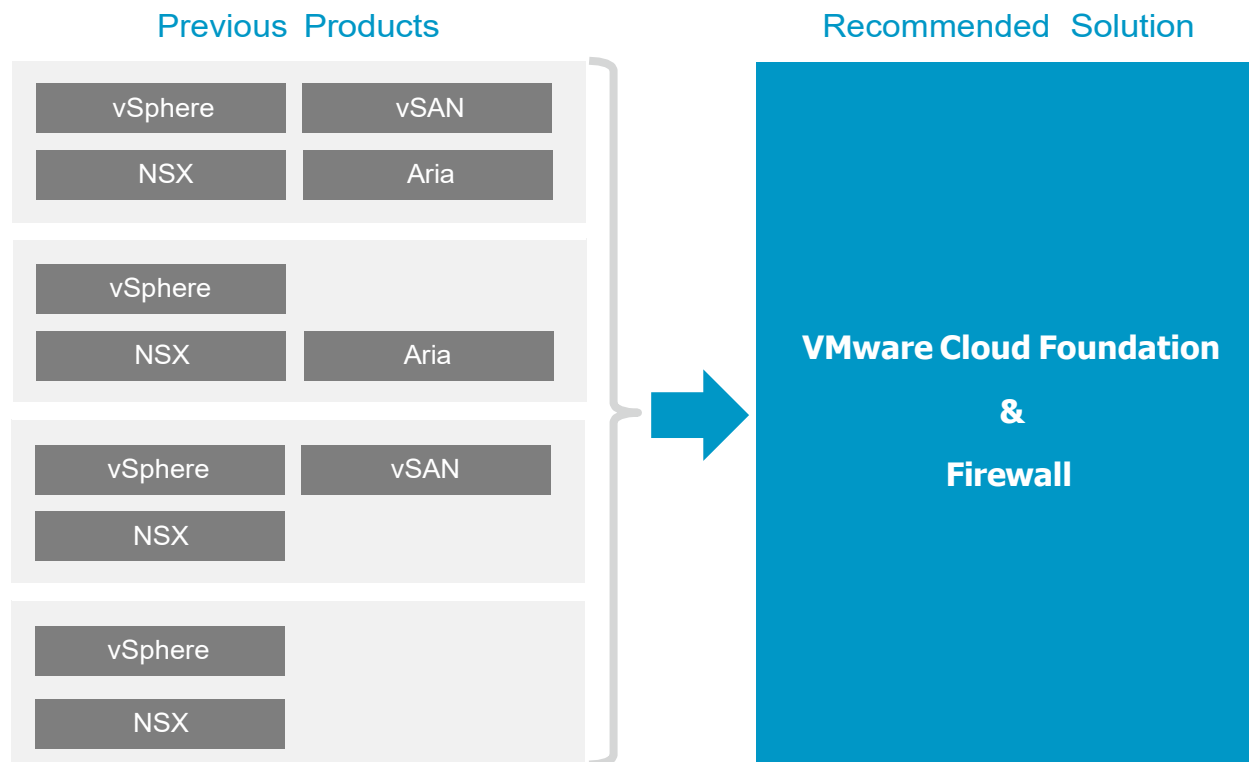 Previous Products
Recommended Solution
vSphere
vSAN
NSX
Aria
vSphere
NSX
Aria
vSphere
vSAN
NSX
vSphere
NSX
VMware Cloud Foundation
&
Firewall